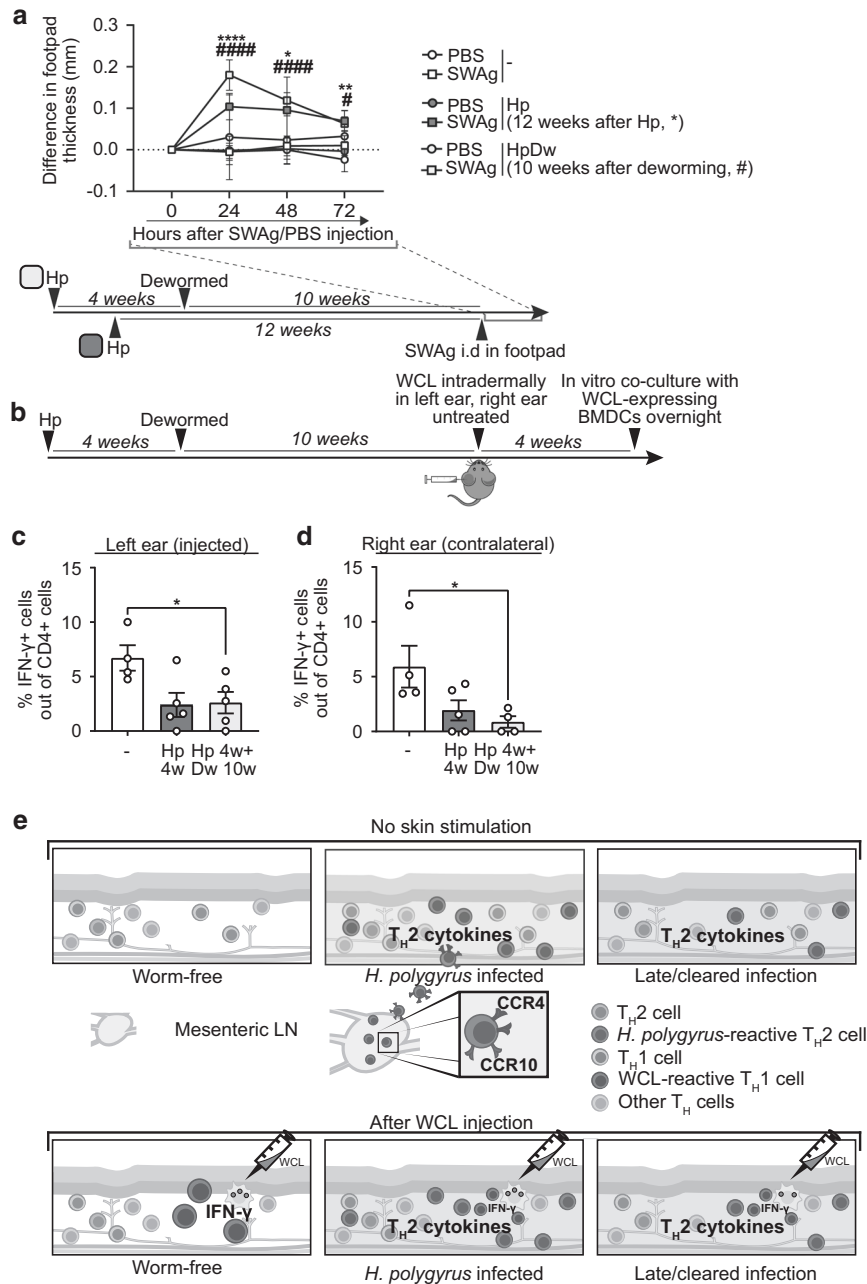 a
Difference in footpad
thickness (mm)
0.3
0.2
0.1
0.0
-0.1
****
####
*
####
**
#
0
24
48
72
Hours after SWAg/PBS injection
PBS
SWAg
-
PBS
SWAg
Hp
(12 weeks after Hp, *)
PBS
SWAg
HpDw
(10 weeks after deworming, #)
Hp
Dewormed
4 weeks
10 weeks
12 weeks
Hp
SWAg i.d in footpad
b
Hp
Dewormed
4 weeks
10 weeks
4 weeks
WCL intradermally
in left ear, right ear
untreated
In vitro co-culture with
WCL-expressing
BMDCs overnight
c
Left ear (injected)
% IFN-γ+ cells
out of CD4+ cells
15
10
5
0
*
-
Hp
4w
Hp 4w+
Dw 10w
d
Right ear (contralateral)
% IFN-γ+ cells
out of CD4+ cells
15
10
5
0
*
-
Hp
4w
Hp 4w+
Dw 10w
e
No skin stimulation
TH2 cytokines
TH2 cytokines
Worm-free
H. polygyrus infected
Late/cleared infection
Mesenteric LN
CCR4
CCR10
TH2 cell
H. polygyrus-reactive TH2 cell
TH1 cell
WCL-reactive TH1 cell
Other TH cells
After WCL injection
WCL
IFN-γ
WCL
IFN-γ
TH2 cytokines
WCL
IFN-γ
TH2 cytokines
Worm-free
H. polygyrus infected
Late/cleared infection